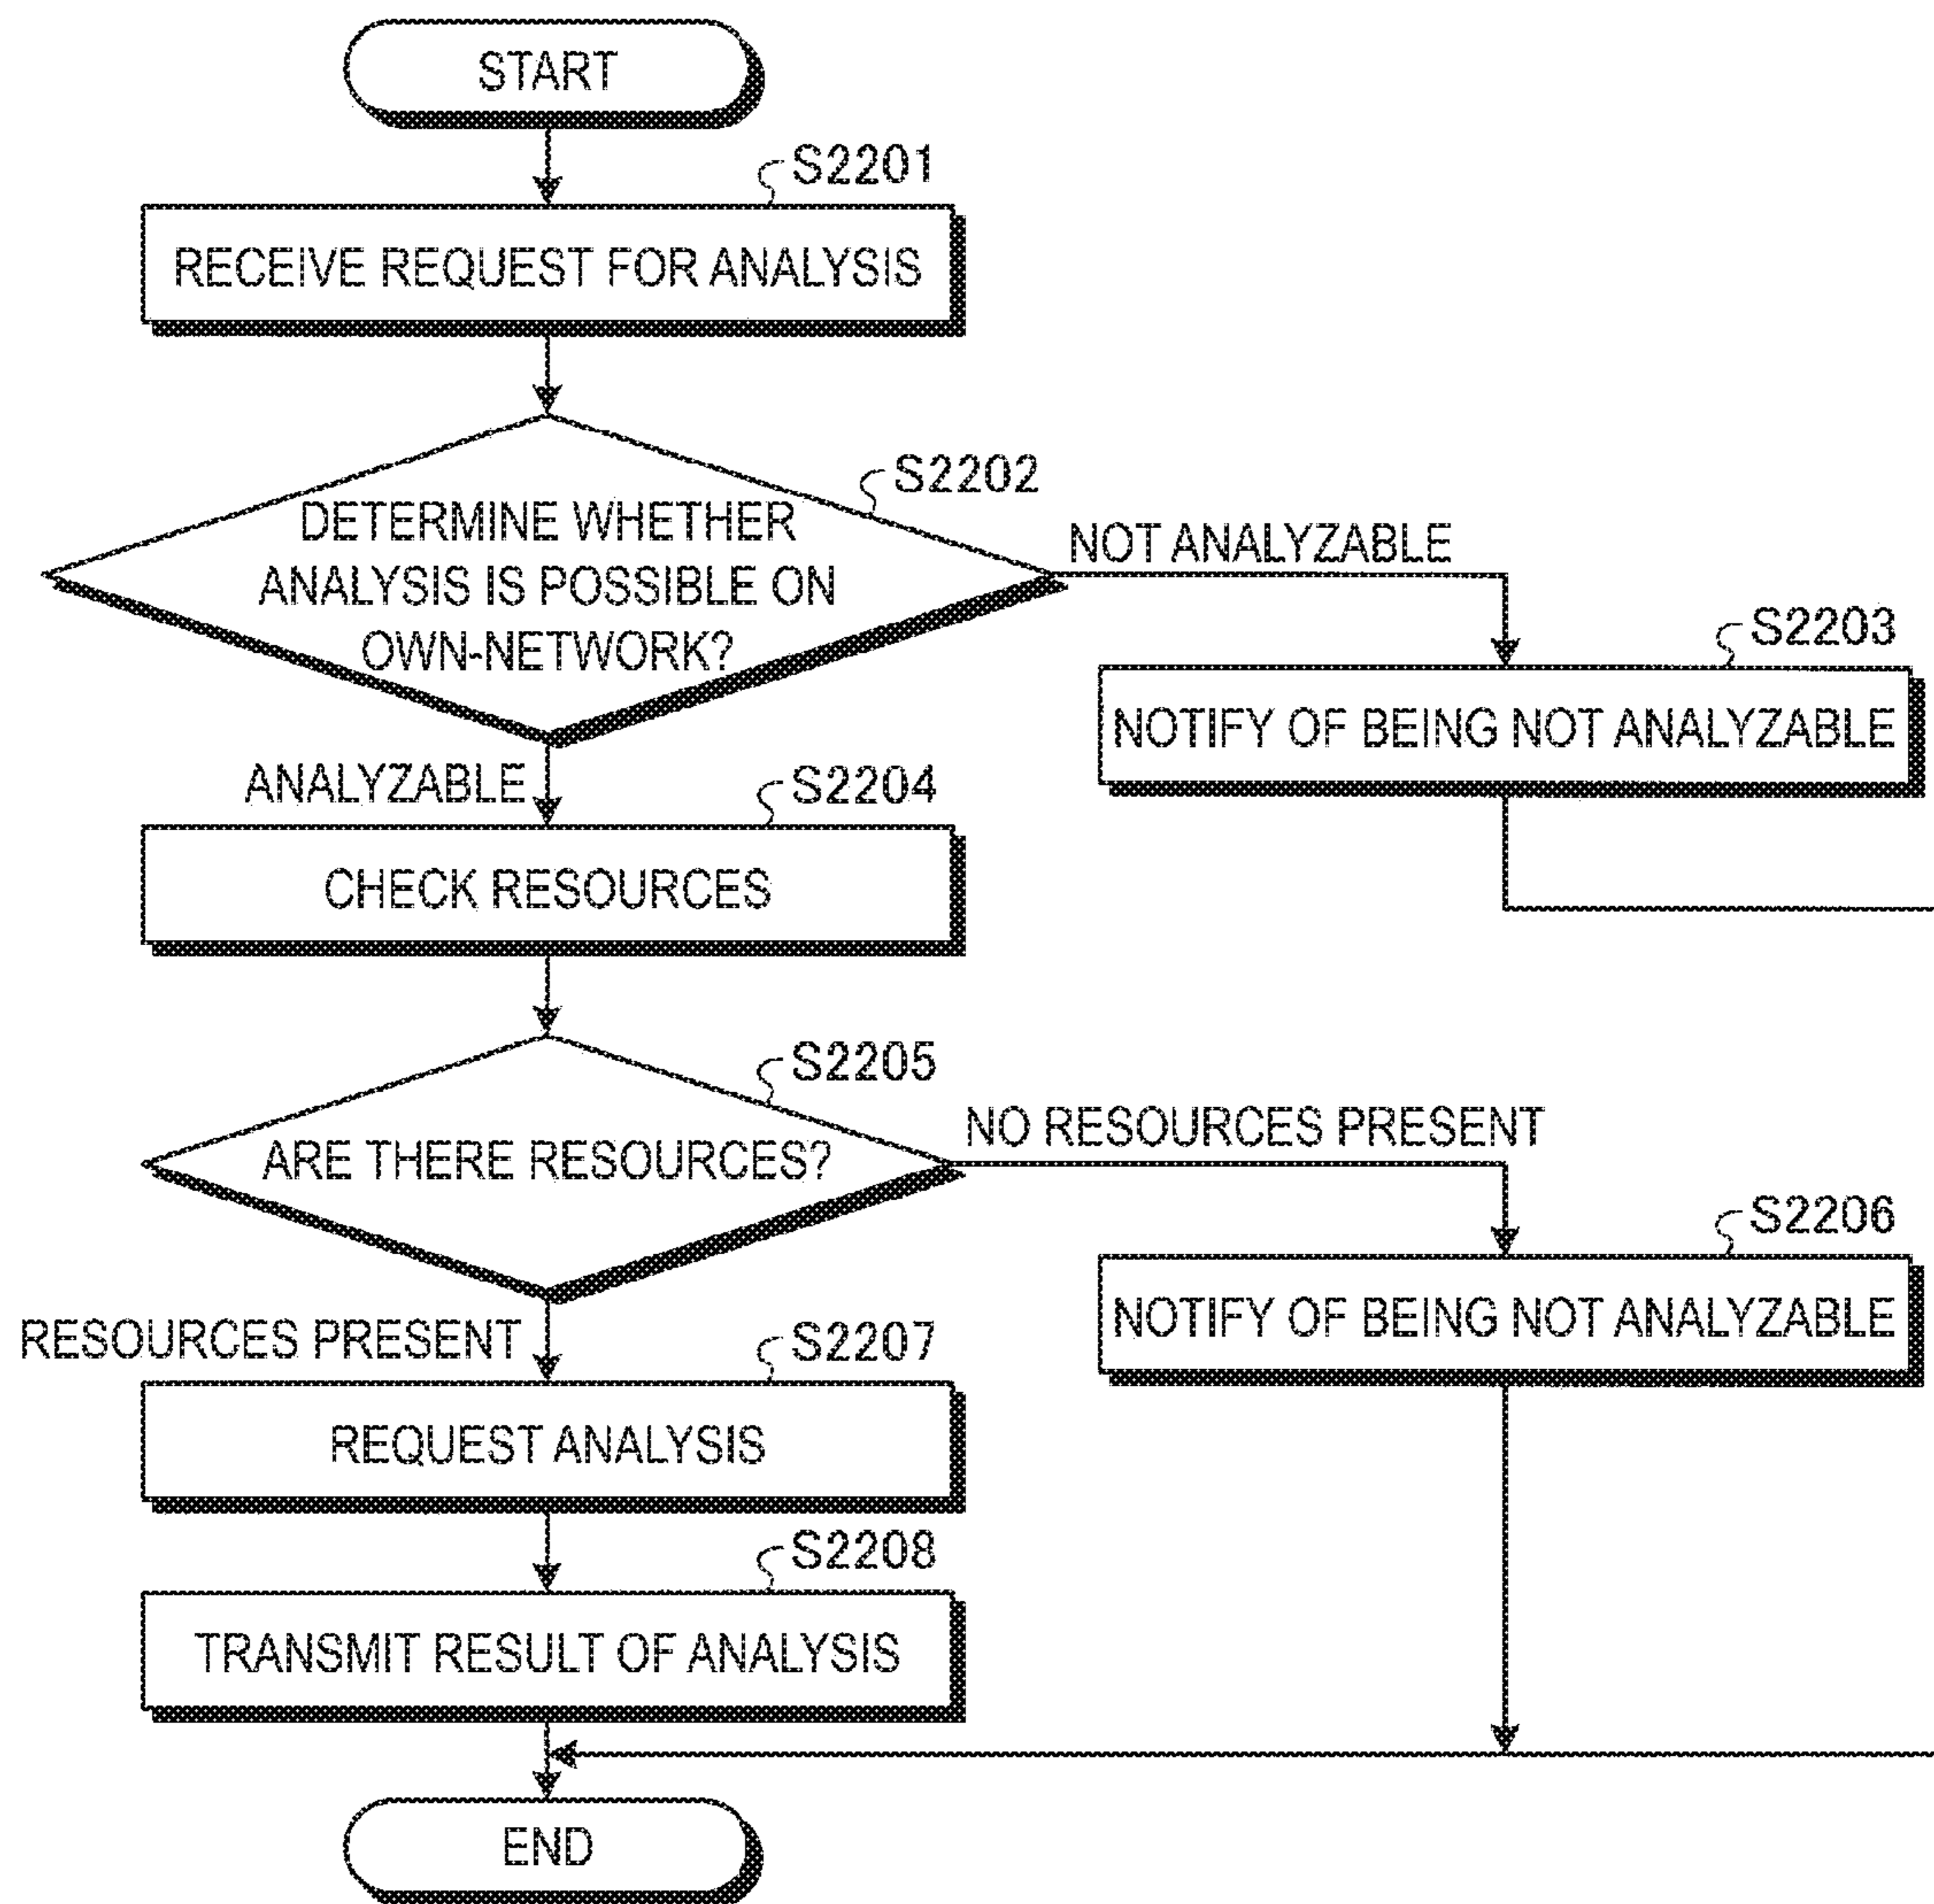 START
S2201
RECEIVE REQUEST FOR ANALYSIS
S2202
DETERMINE WHETHER
ANALYSIS IS POSSIBLE ON
OWN-NETWORK?
NOT ANALYZABLE
S2203
NOTIFY OF BEING NOT ANALYZABLE
ANALYZABLE
S2204
CHECK RESOURCES
S2205
ARE THERE RESOURCES?
NO RESOURCES PRESENT
S2206
NOTIFY OF BEING NOT ANALYZABLE
RESOURCES PRESENT
S2207
REQUEST ANALYSIS
S2208
TRANSMIT RESULT OF ANALYSIS
END